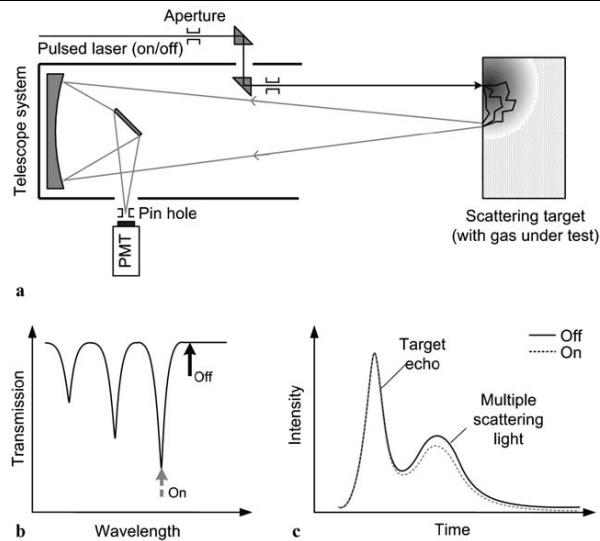 Aperture
Pulsed laser (on/off)
Telescope system
Pin hole
PMT
Scattering target
(with gas under test)
a
Transmission
Off
On
b
Wavelength
Intensity
Target
echo
Off
On
Multiple
scattering
light
c
Time